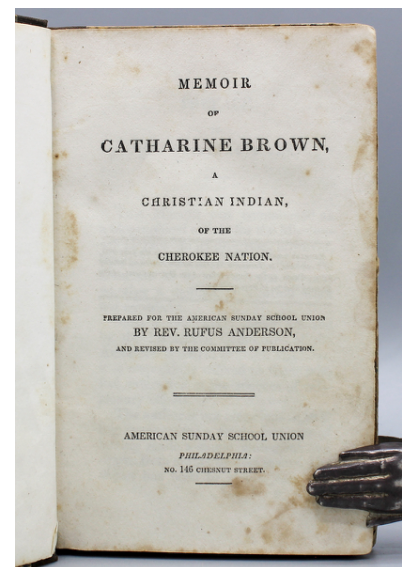 MEMOIR
OF
CATHARINE BROWN,
A
CHRISTIAN INDIAN,
OF THE
CHEROKEE NATION.
PREPARED FOR THE AMERICAN SUNDAY SCHOOL UNION
BY REV. RUFUS ANDERSON,
AND REVISED BY THE COMMITTEE OF PUBLICATION.
AMERICAN SUNDAY SCHOOL UNION
PHILADELPHIA:
NO. 146 CHESNUT STREET.